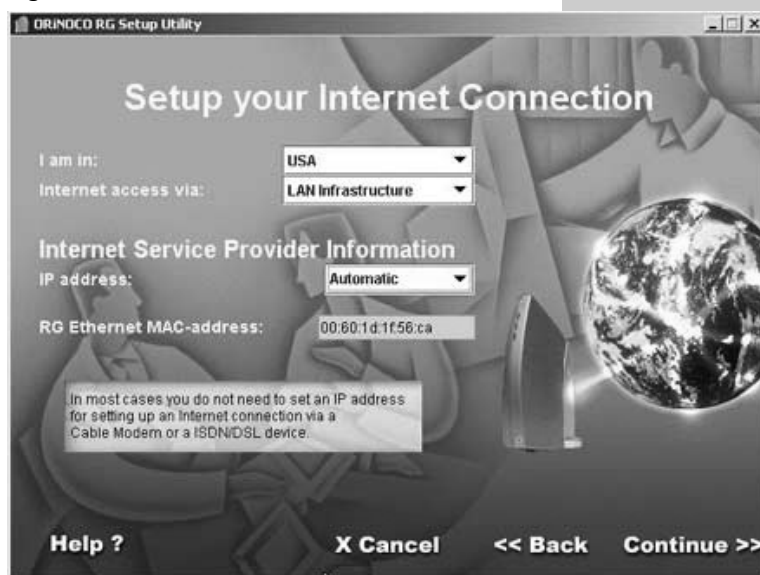 ORiNOCO RG Setup Utility
Setup your Internet Connection
I am in: USA
Internet access via: LAN Infrastructure
Internet Service Provider Information
IP address: Automatic
RG Ethernet MAC-address: 00:60:1d:1f:56:ca
In most cases you do not need to set an IP address
for setting up an Internet connection via a
Cable Modem or a ISDN/DSL device.
Help ? X Cancel << Back Continue >>